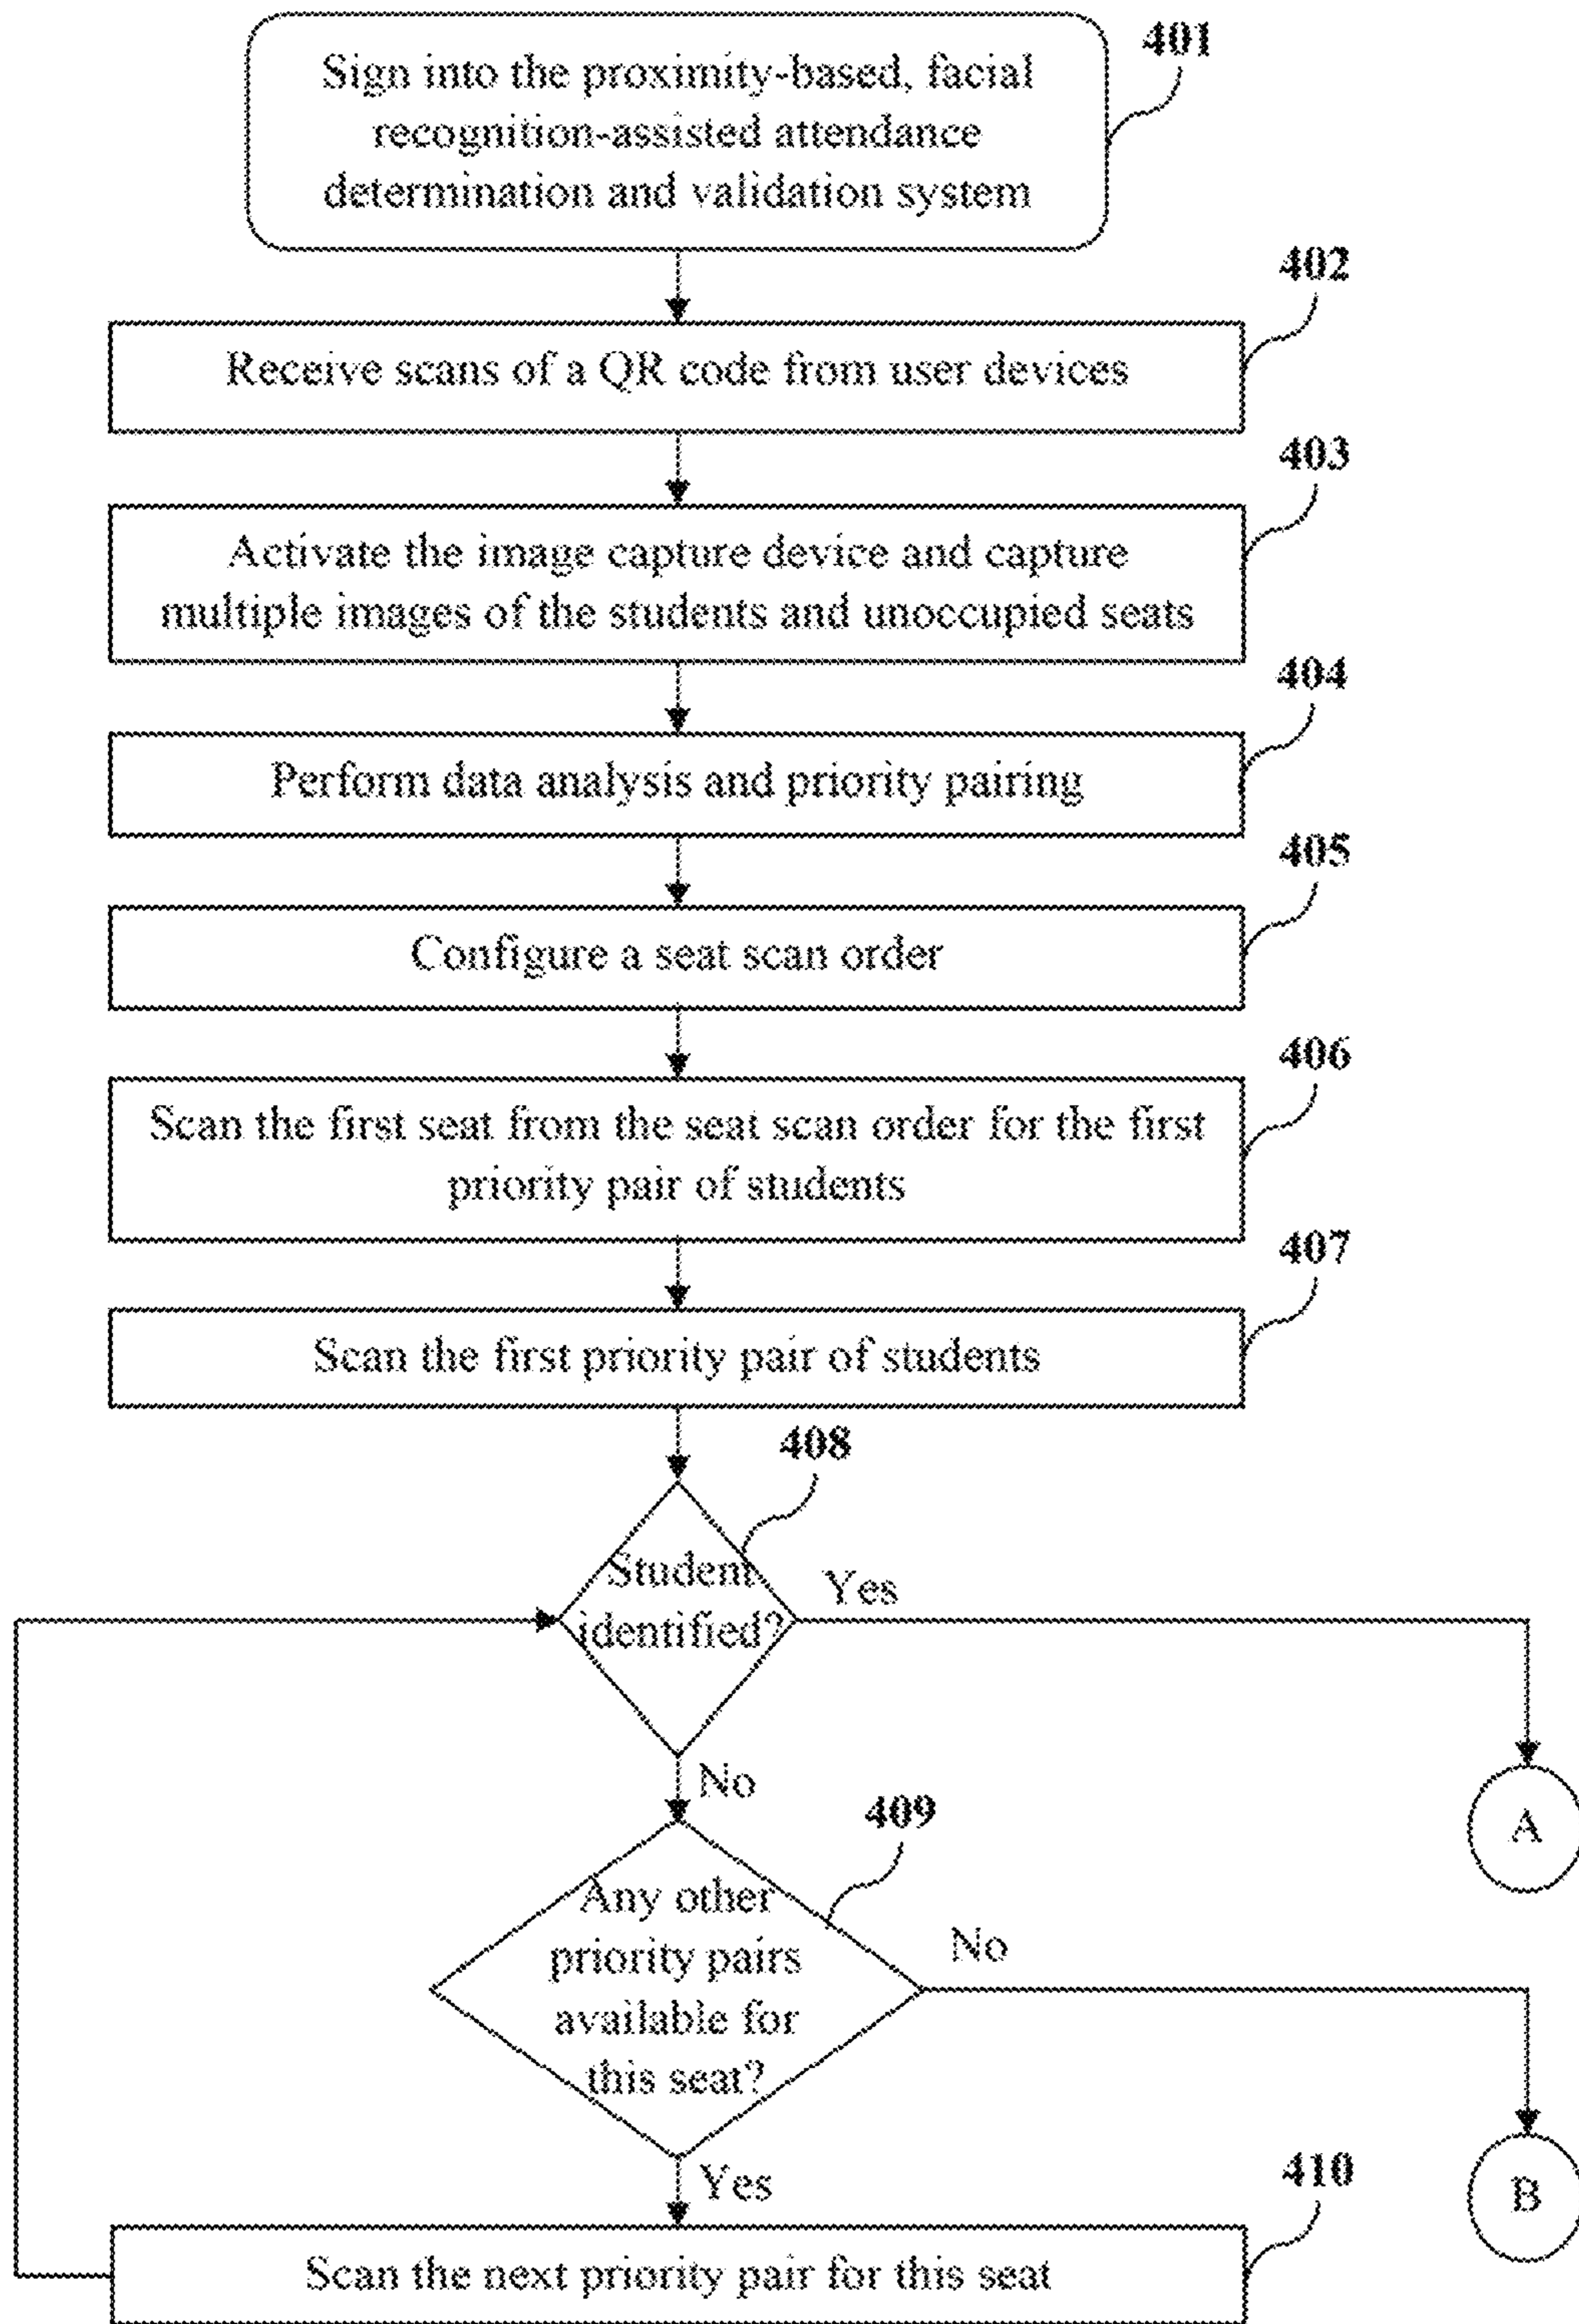 401
Sign into the proximity-based, facial
recognition-assisted attendance
determination and validation system
402
Receive scans of a QR code from user devices
403
Activate the image capture device and capture
multiple images of the students and unoccupied seats
404
Perform data analysis and priority pairing
405
Configure a seat scan order
406
Scan the first seat from the seat scan order for the first
priority pair of students
407
Scan the first priority pair of students
408
Student
identified?
Yes
No
A
409
Any other
priority pairs
available for
this seat?
No
Yes
B
410
Scan the next priority pair for this seat